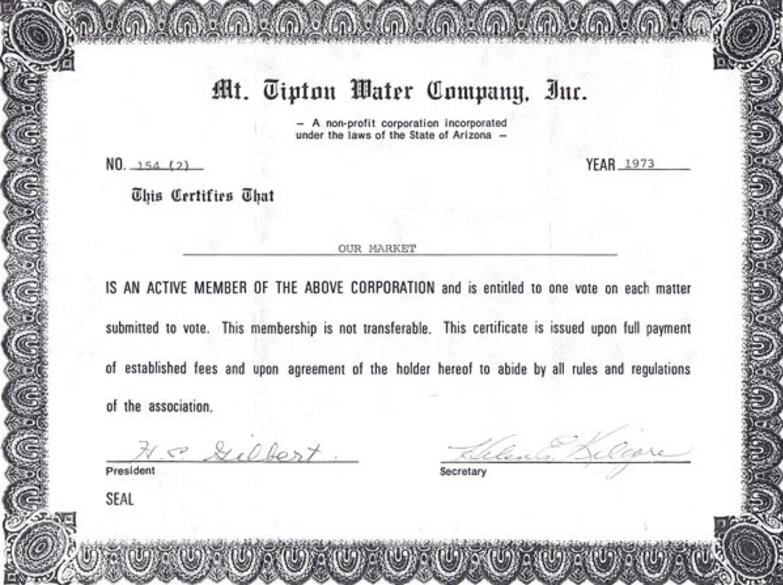 Mt. Tipton Water Company, Inc.
— A non-profit corporation incorporated
under the laws of the State of Arizona —
NO. 154 (2) YEAR 1973
This Certifies That
OUR MARKET
IS AN ACTIVE MEMBER OF THE ABOVE CORPORATION and is entitled to one vote on each matter
submitted to vote. This membership is not transferable. This certificate is issued upon full payment
of established fees and upon agreement of the holder hereof to abide by all rules and regulations
of the association.
H. C. Gilbert. Helen E. Kilgore
President Secretary
SEAL